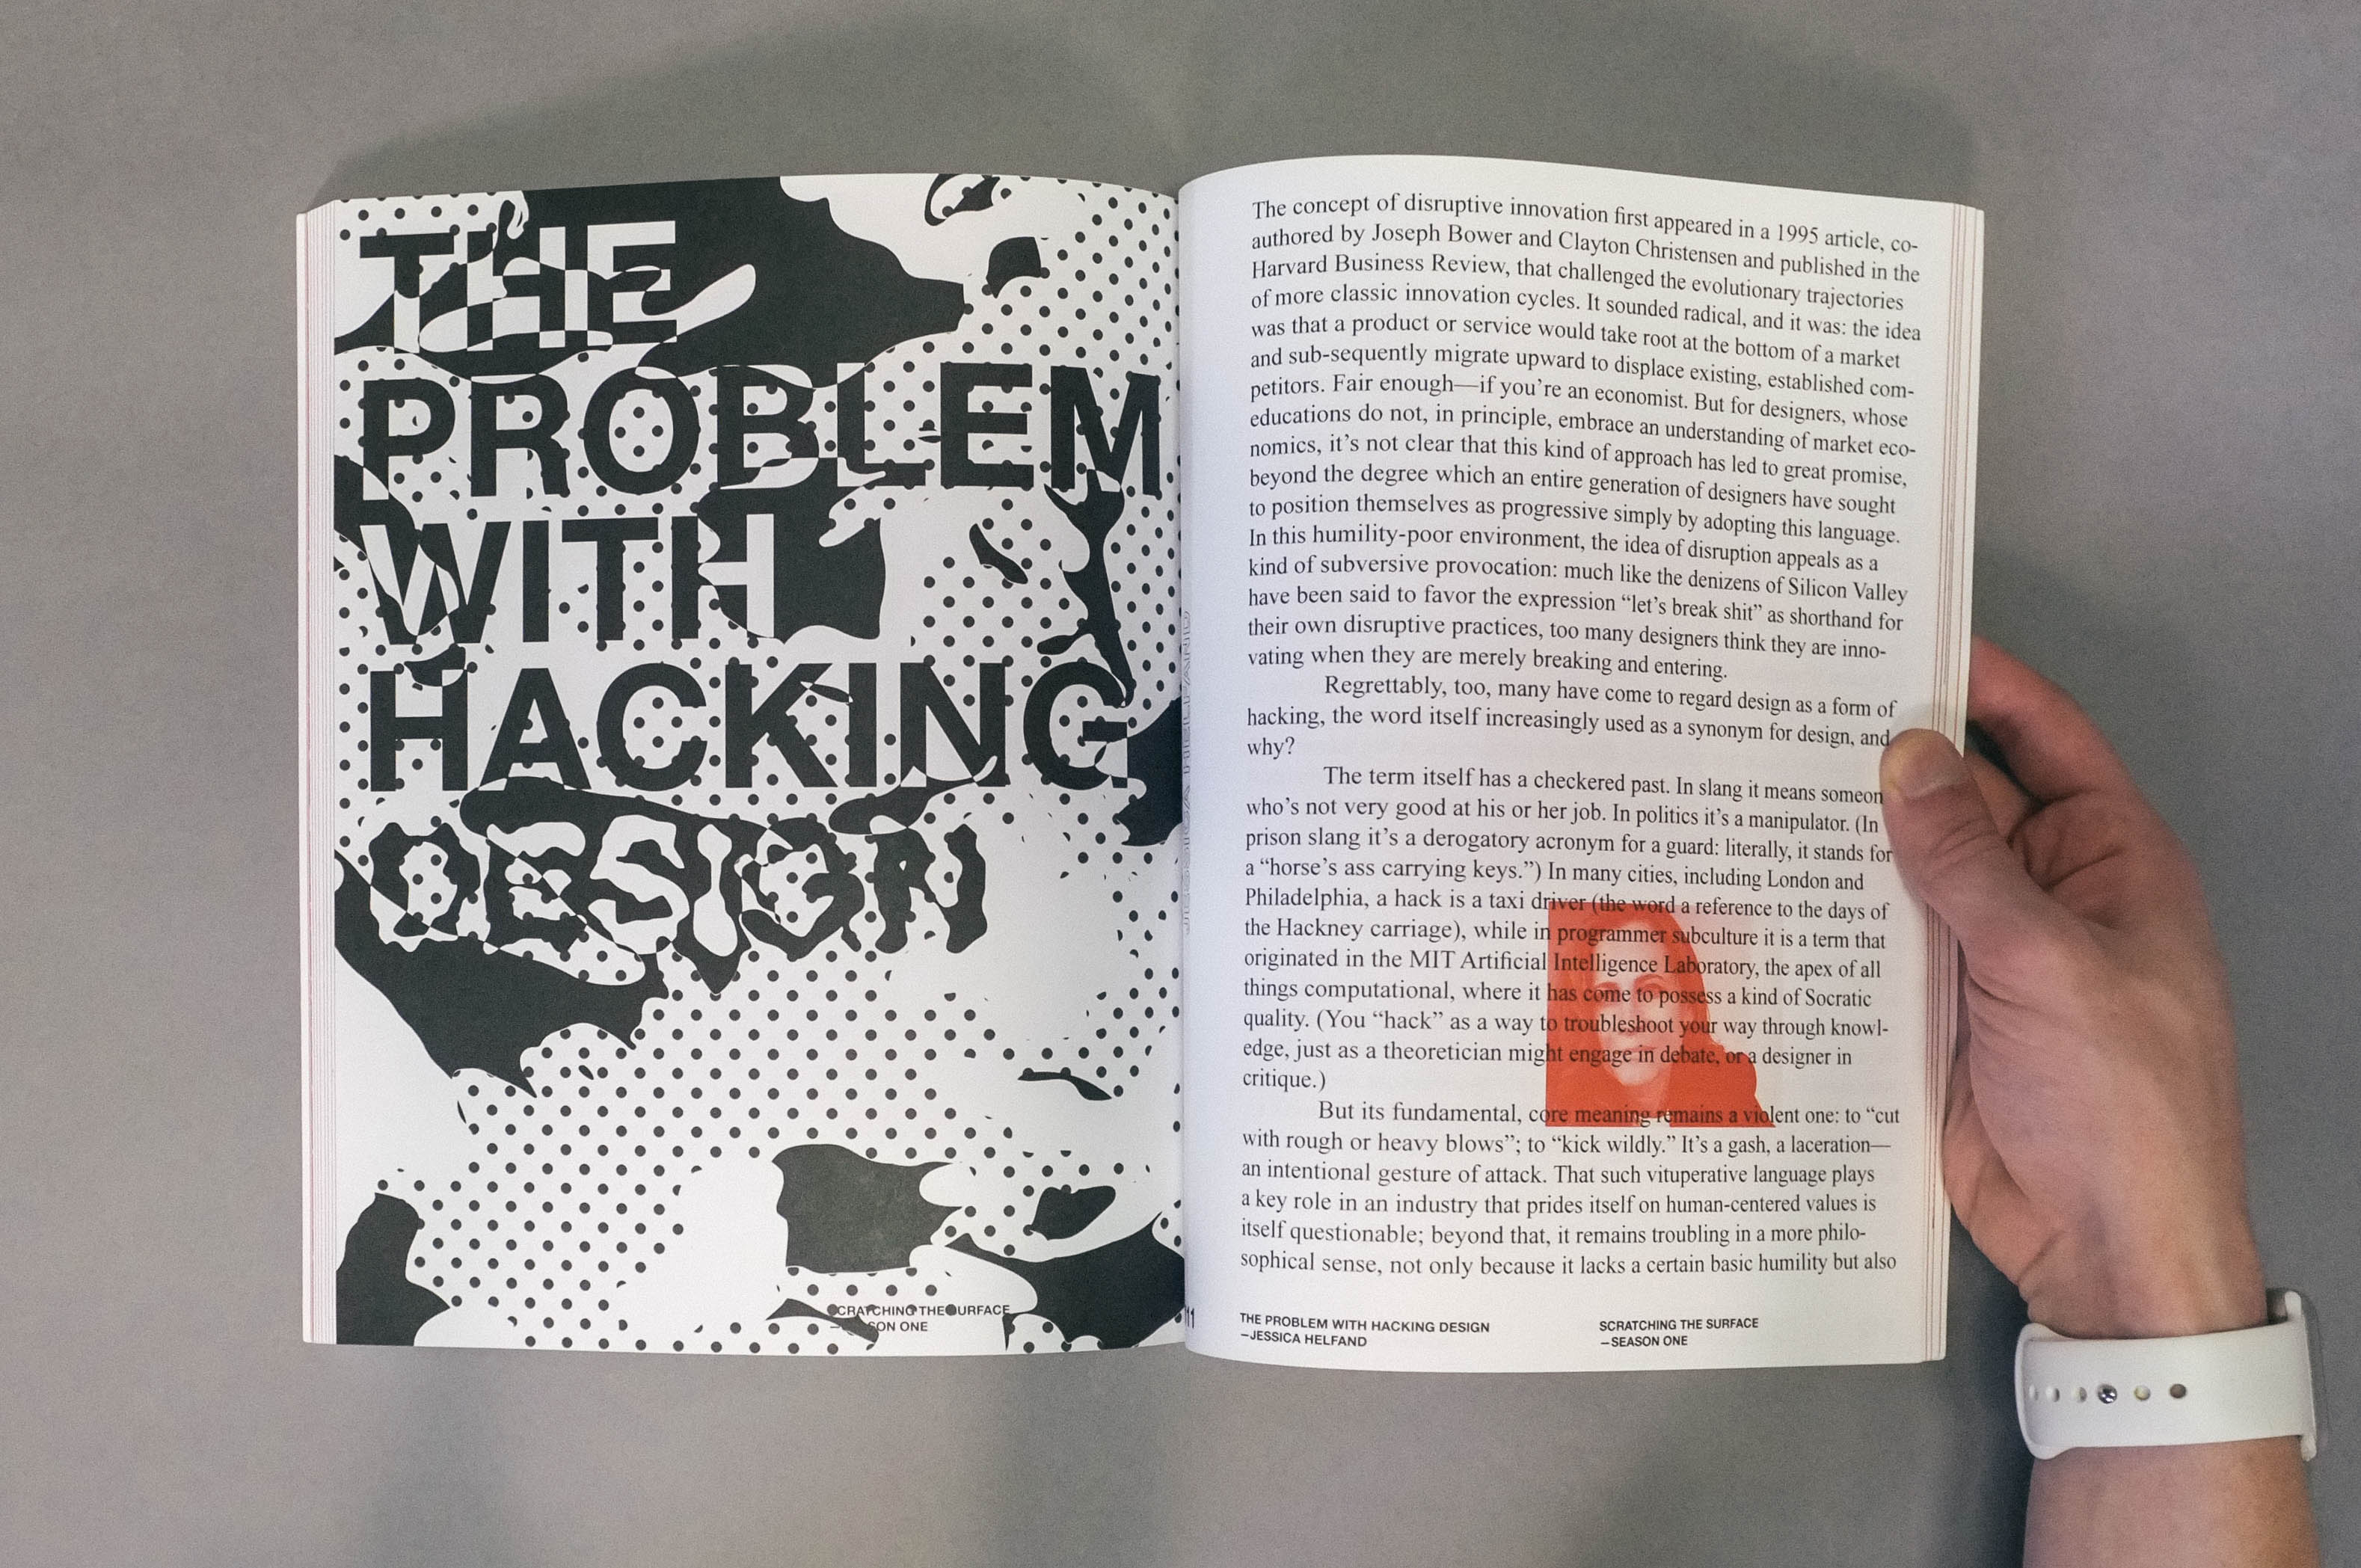 THE
PROBLEM
WITH
HACKING
DESIGN
CRATCHING THE SURFACE
ON ONE
The concept of disruptive innovation first appeared in a 1995 article, co-
authored by Joseph Bower and Clayton Christensen and published in the
Harvard Business Review, that challenged the evolutionary trajectories
of more classic innovation cycles. It sounded radical, and it was: the idea
was that a product or service would take root at the bottom of a market
and sub-sequently migrate upward to displace existing, established com-
petitors. Fair enough—if you’re an economist. But for designers, whose
educations do not, in principle, embrace an understanding of market eco-
nomics, it’s not clear that this kind of approach has led to great promise,
beyond the degree which an entire generation of designers have sought
to position themselves as progressive simply by adopting this language.
In this humility-poor environment, the idea of disruption appeals as a
kind of subversive provocation: much like the denizens of Silicon Valley
have been said to favor the expression “let’s break shit” as shorthand for
their own disruptive practices, too many designers think they are inno-
vating when they are merely breaking and entering.
Regrettably, too, many have come to regard design as a form of
hacking, the word itself increasingly used as a synonym for design, and
why?
The term itself has a checkered past. In slang it means someon
who’s not very good at his or her job. In politics it’s a manipulator. (In
prison slang it’s a derogatory acronym for a guard: literally, it stands for
a “horse’s ass carrying keys.”) In many cities, including London and
Philadelphia, a hack is a taxi driver (the word a reference to the days of
the Hackney carriage), while in programmer subculture it is a term that
originated in the MIT Artificial Intelligence Laboratory, the apex of all
things computational, where it has come to possess a kind of Socratic
quality. (You “hack” as a way to troubleshoot your way through knowl-
edge, just as a theoretician might engage in debate, or a designer in
critique.)
But its fundamental, core meaning remains a violent one: to “cut
with rough or heavy blows”; to “kick wildly.” It’s a gash, a laceration—
an intentional gesture of attack. That such vituperative language plays
a key role in an industry that prides itself on human-centered values is
itself questionable; beyond that, it remains troubling in a more philo-
sophical sense, not only because it lacks a certain basic humility but also
THE PROBLEM WITH HACKING DESIGN
—JESSICA HELFAND
SCRATCHING THE SURFACE
—SEASON ONE